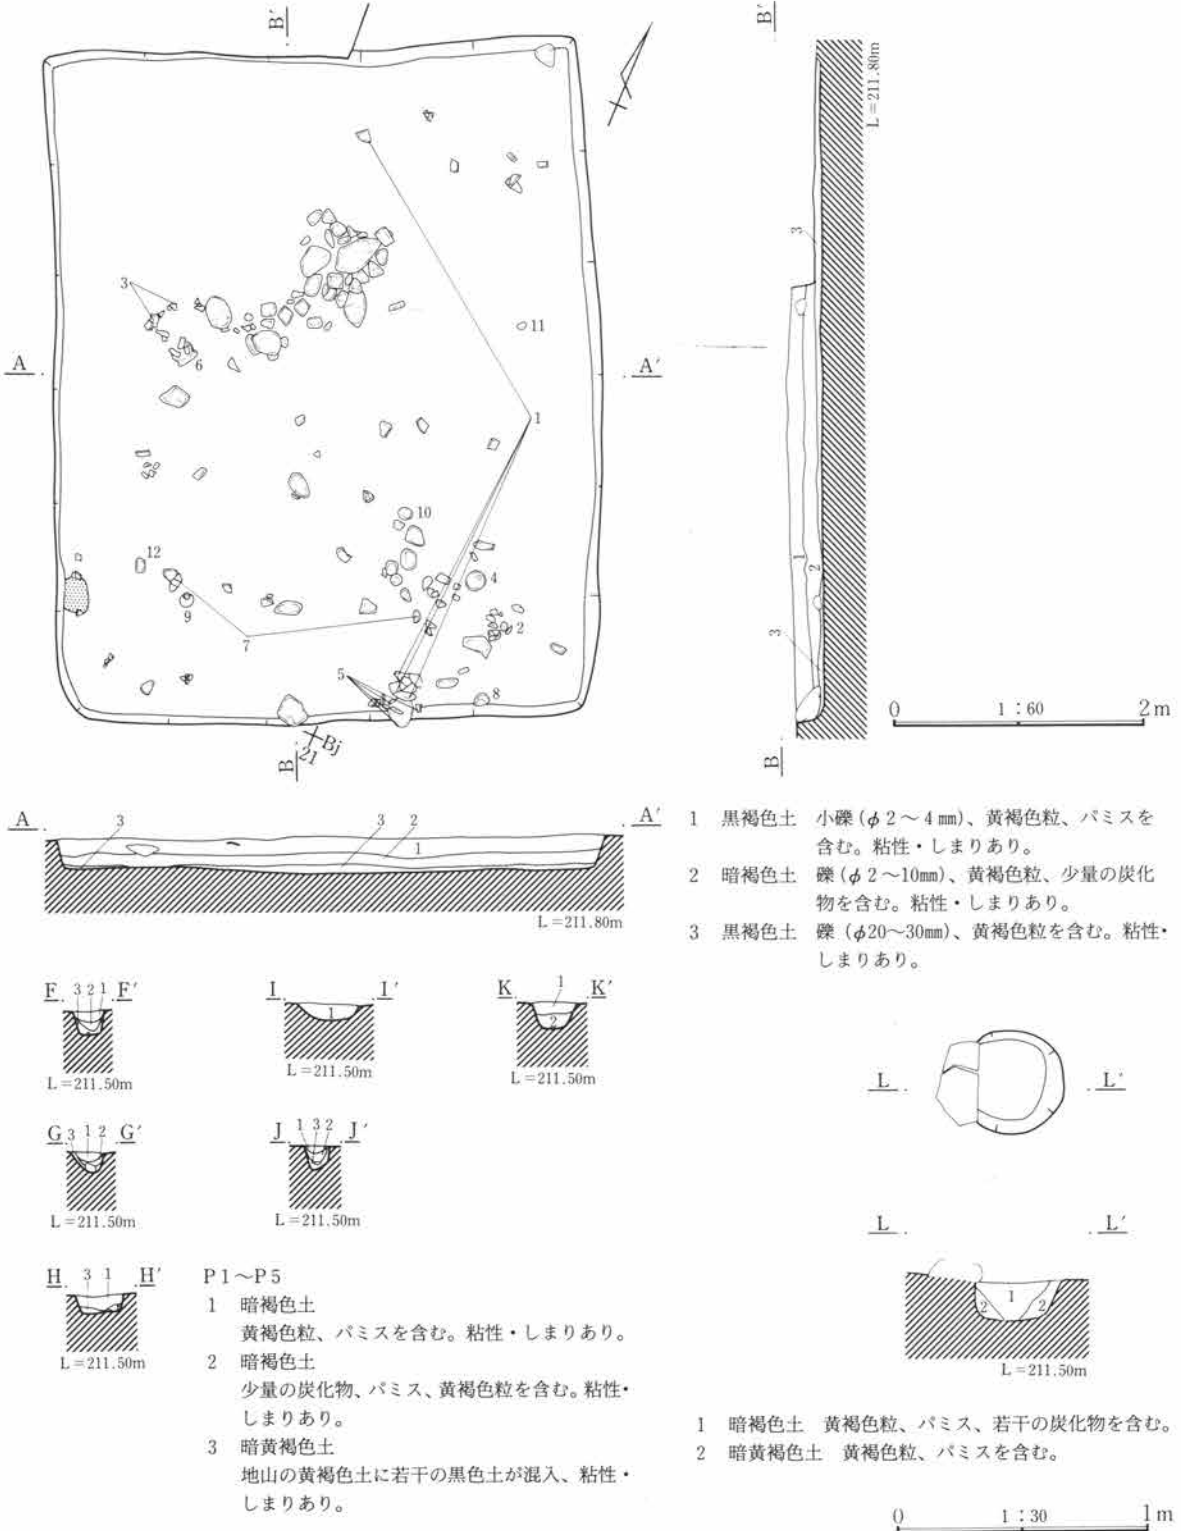 B′
B′
L＝211.80m
3
3
11
6
A
A′
1
10
12
4
9
2
7
5
8
1
2
3
0 1：60 2m
Bj
21
B
B
A 3 3 2 A′
1
L＝211.80m
1 黒褐色土 小礫（φ2～4㎜）、黄褐色粒、パミスを
含む。粘性・しまりあり。
2 暗褐色土 礫（φ2～10㎜）、黄褐色粒、少量の炭化
物を含む。粘性・しまりあり。
3 黒褐色土 礫（φ20～30㎜）、黄褐色粒を含む。粘性・
しまりあり。
F 3 2 1 F′
L＝211.50m
I I′
1
L＝211.50m
K 1 K′
2
L＝211.50m
L L′
G 3 1 2 G′
L＝211.50m
J 1 3 2 J′
L＝211.50m
L L′
1
2 2
L＝211.50m
H 3 1 H′
L＝211.50m
P1～P5
1 暗褐色土
黄褐色粒、パミスを含む。粘性・しまりあり。
2 暗褐色土
少量の炭化物、パミス、黄褐色粒を含む。粘性・
しまりあり。
3 暗黄褐色土
地山の黄褐色土に若干の黒色土が混入、粘性・
しまりあり。
1 暗褐色土 黄褐色粒、パミス、若干の炭化物を含む。
2 暗黄褐色土 黄褐色粒、パミスを含む。
0 1：30 1m